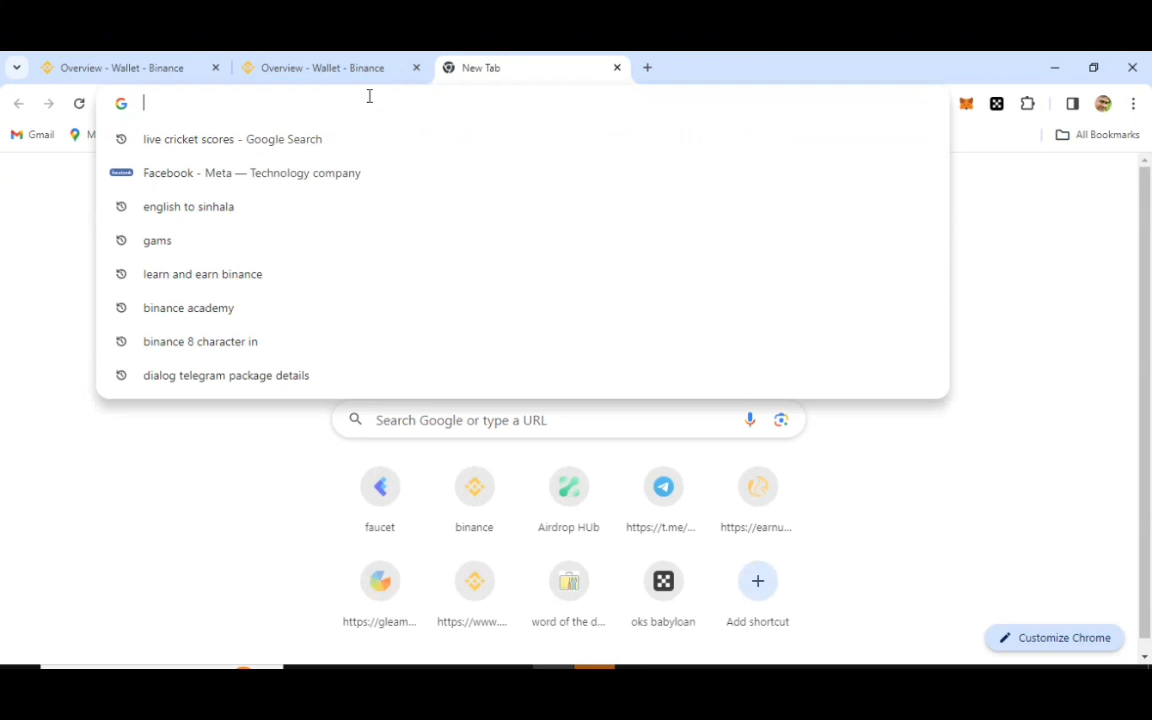 Overview - Wallet - Binance
Overview - Wallet - Binance
New Tab
Gmail
All Bookmarks
live cricket scores - Google Search
Facebook - Meta — Technology company
english to sinhala
gams
learn and earn binance
binance academy
binance 8 character in
dialog telegram package details
Search Google or type a URL
faucet
binance
Airdrop HUb
https://t.me/...
https://earnu...
https://gleam...
https://www....
word of the d...
oks babyloan
Add shortcut
Customize Chrome